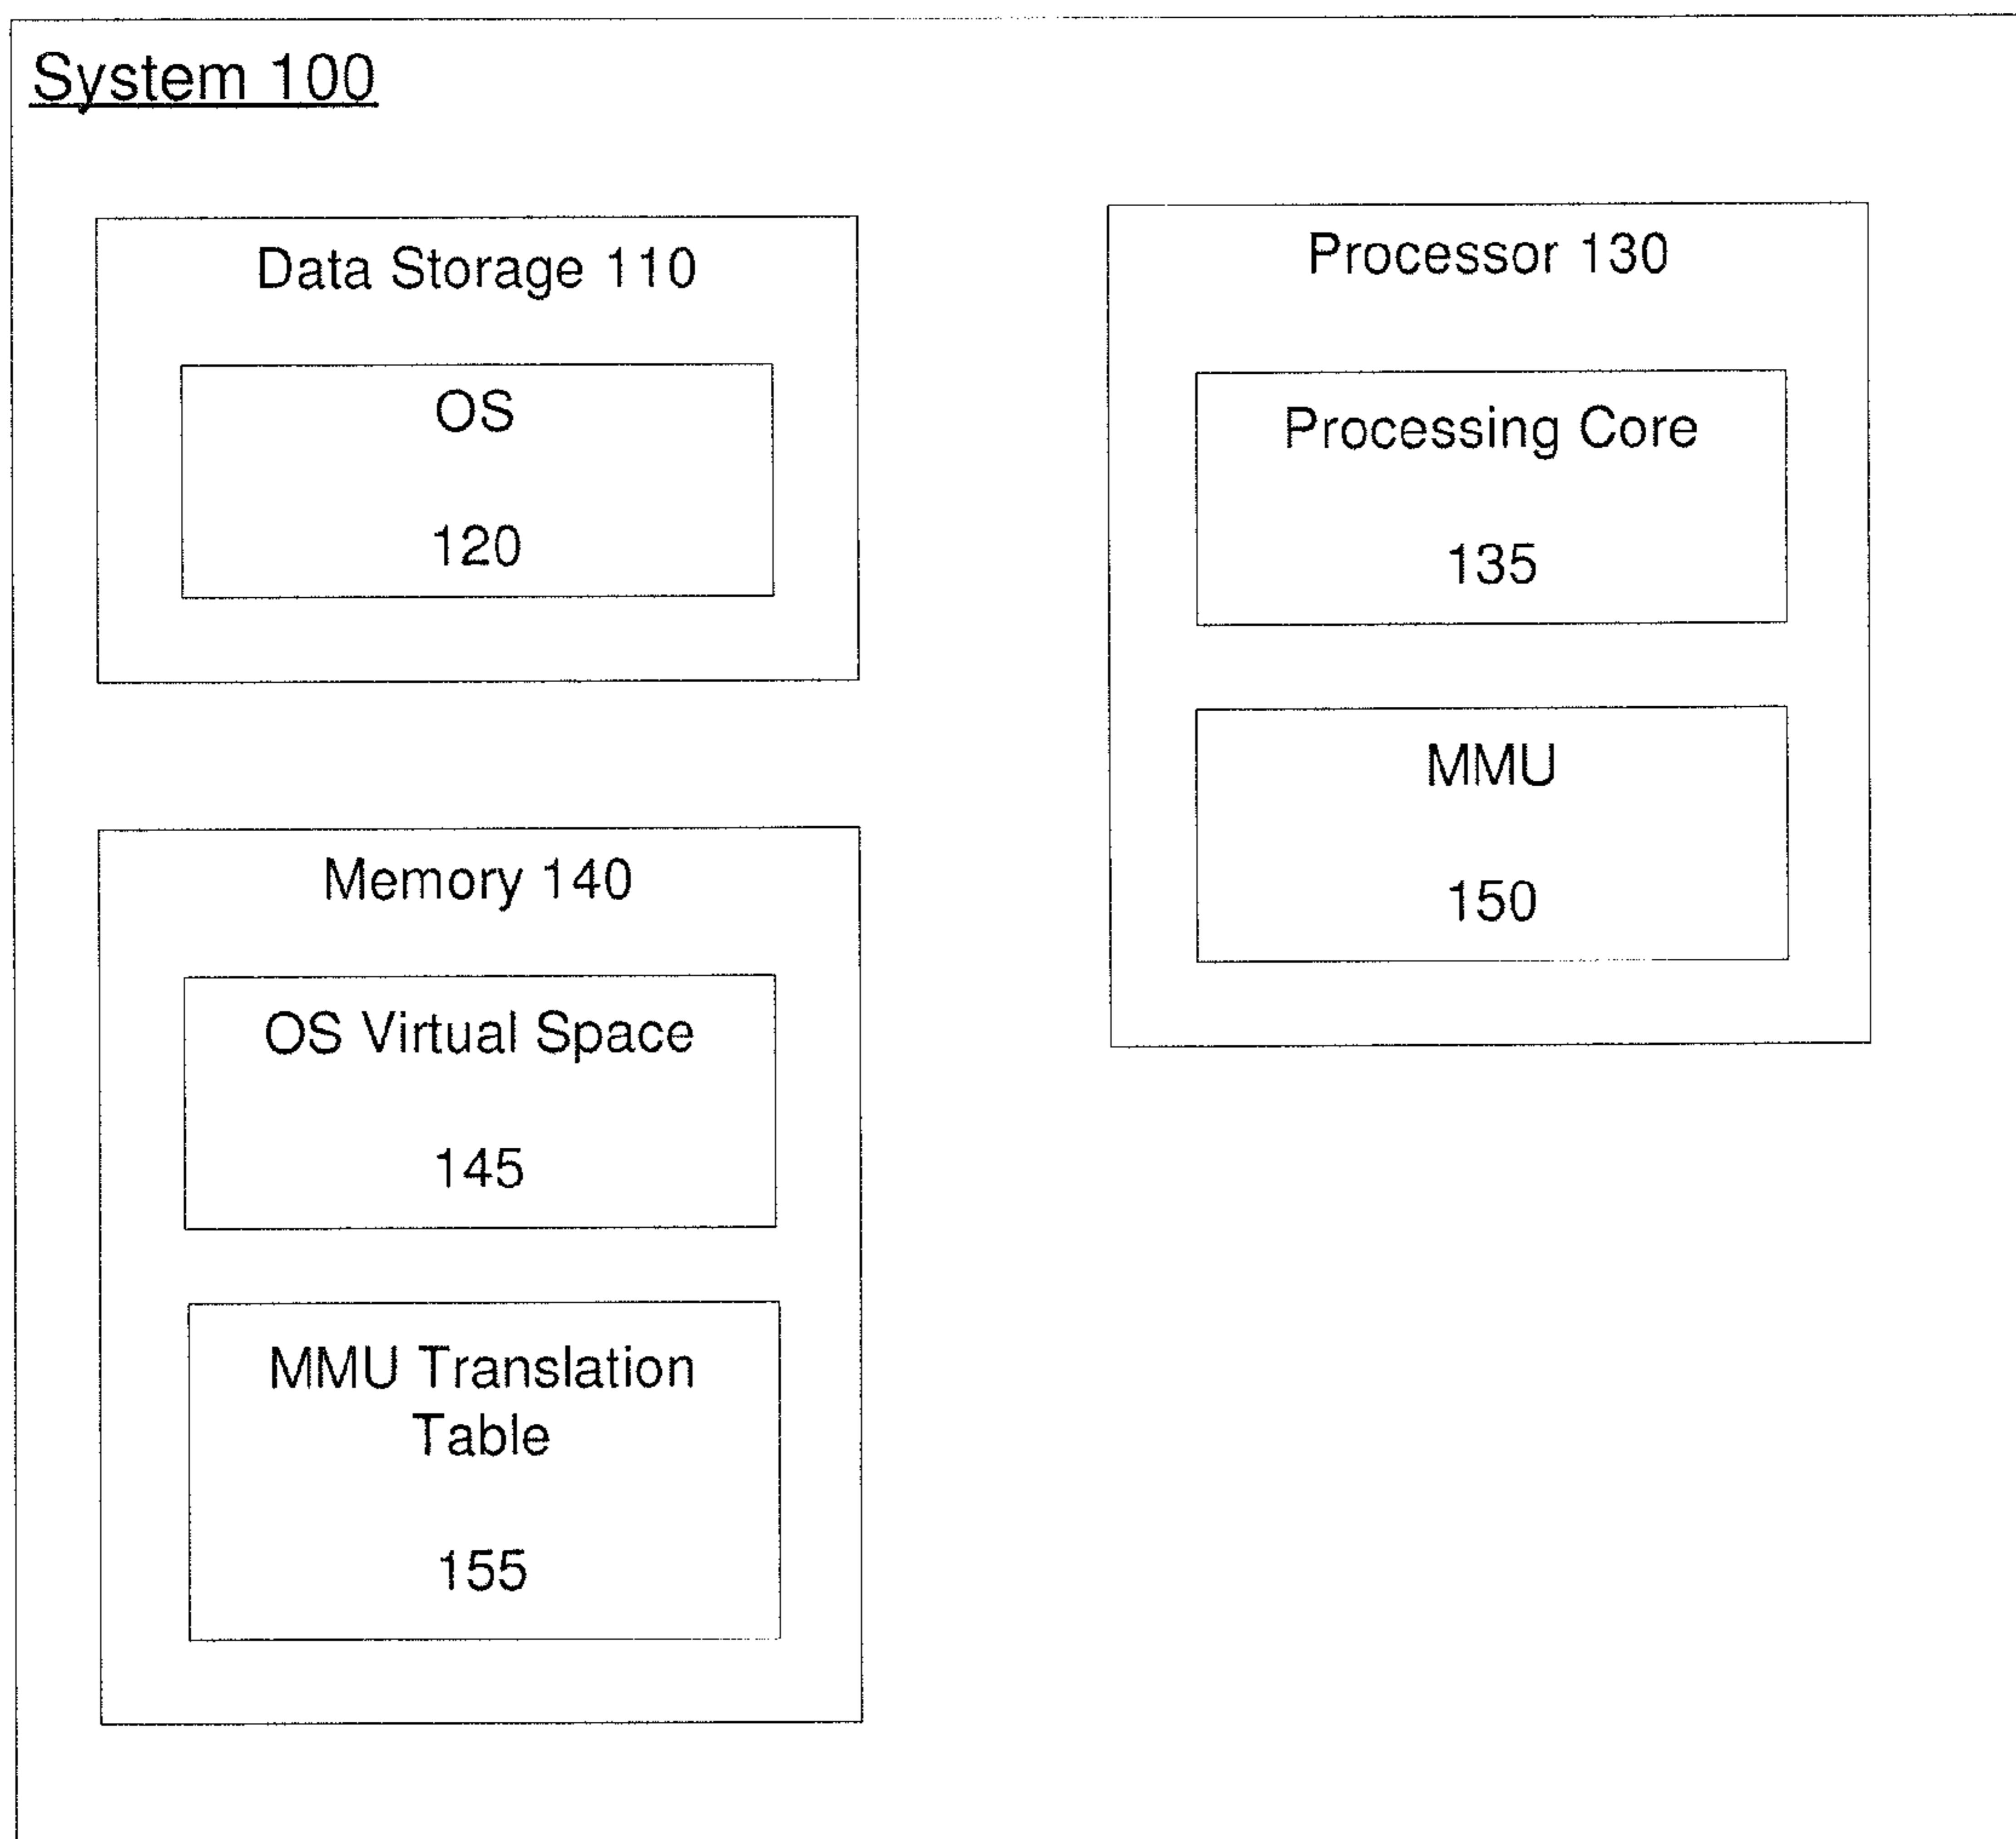 System 100
Data Storage 110
OS
120
Processor 130
Processing Core
135
MMU
150
Memory 140
OS Virtual Space
145
MMU Translation
Table
155